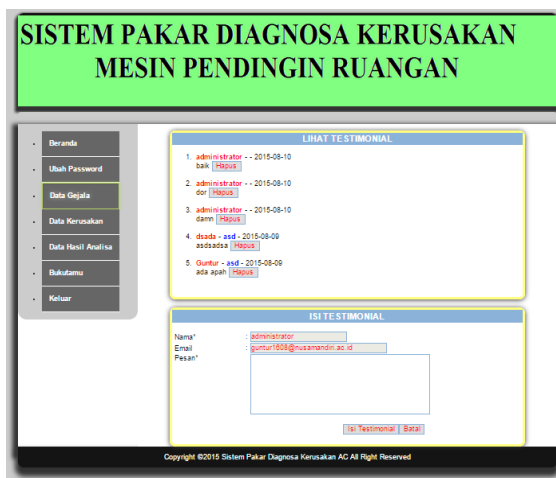 SISTEM PAKAR DIAGNOSA KERUSAKAN
MESIN PENDINGIN RUANGAN
Beranda
Ubah Password
Data Gejala
Data Kerusakan
Data Hasil Analisa
Bukutamu
Keluar
LIHAT TESTIMONIAL
1. administrator - - 2015-08-10
baik Hapus
2. administrator - - 2015-08-10
dor Hapus
3. administrator - - 2015-08-10
damn Hapus
4. dsada - asd - 2015-08-09
asdsadsa Hapus
5. Guntur - asd - 2015-08-09
ada apah Hapus
ISI TESTIMONIAL
Nama* : administrator
Email : guntur1608@nusamandiri.ac.id
Pesan*
Isi Testimonial Batal
Copyright ©2015 Sistem Pakar Diagnosa Kerusakan AC All Right Reserved